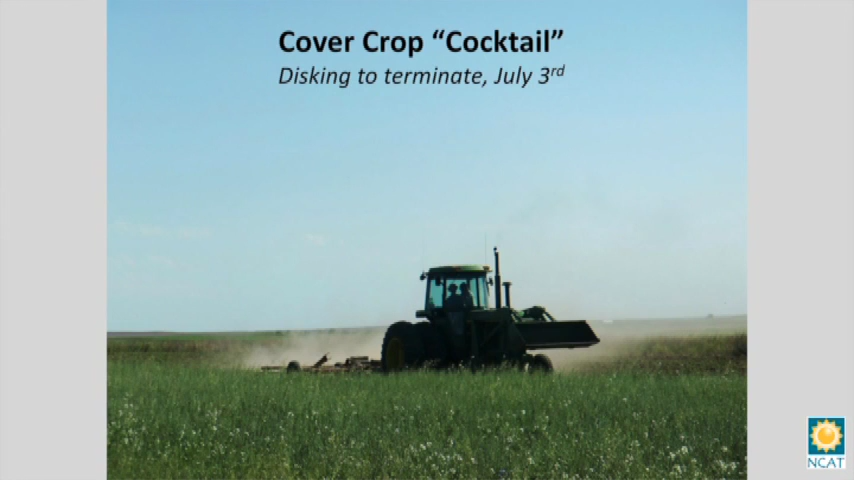 Cover Crop “Cocktail”
Disking to terminate, July 3rd
NCAT